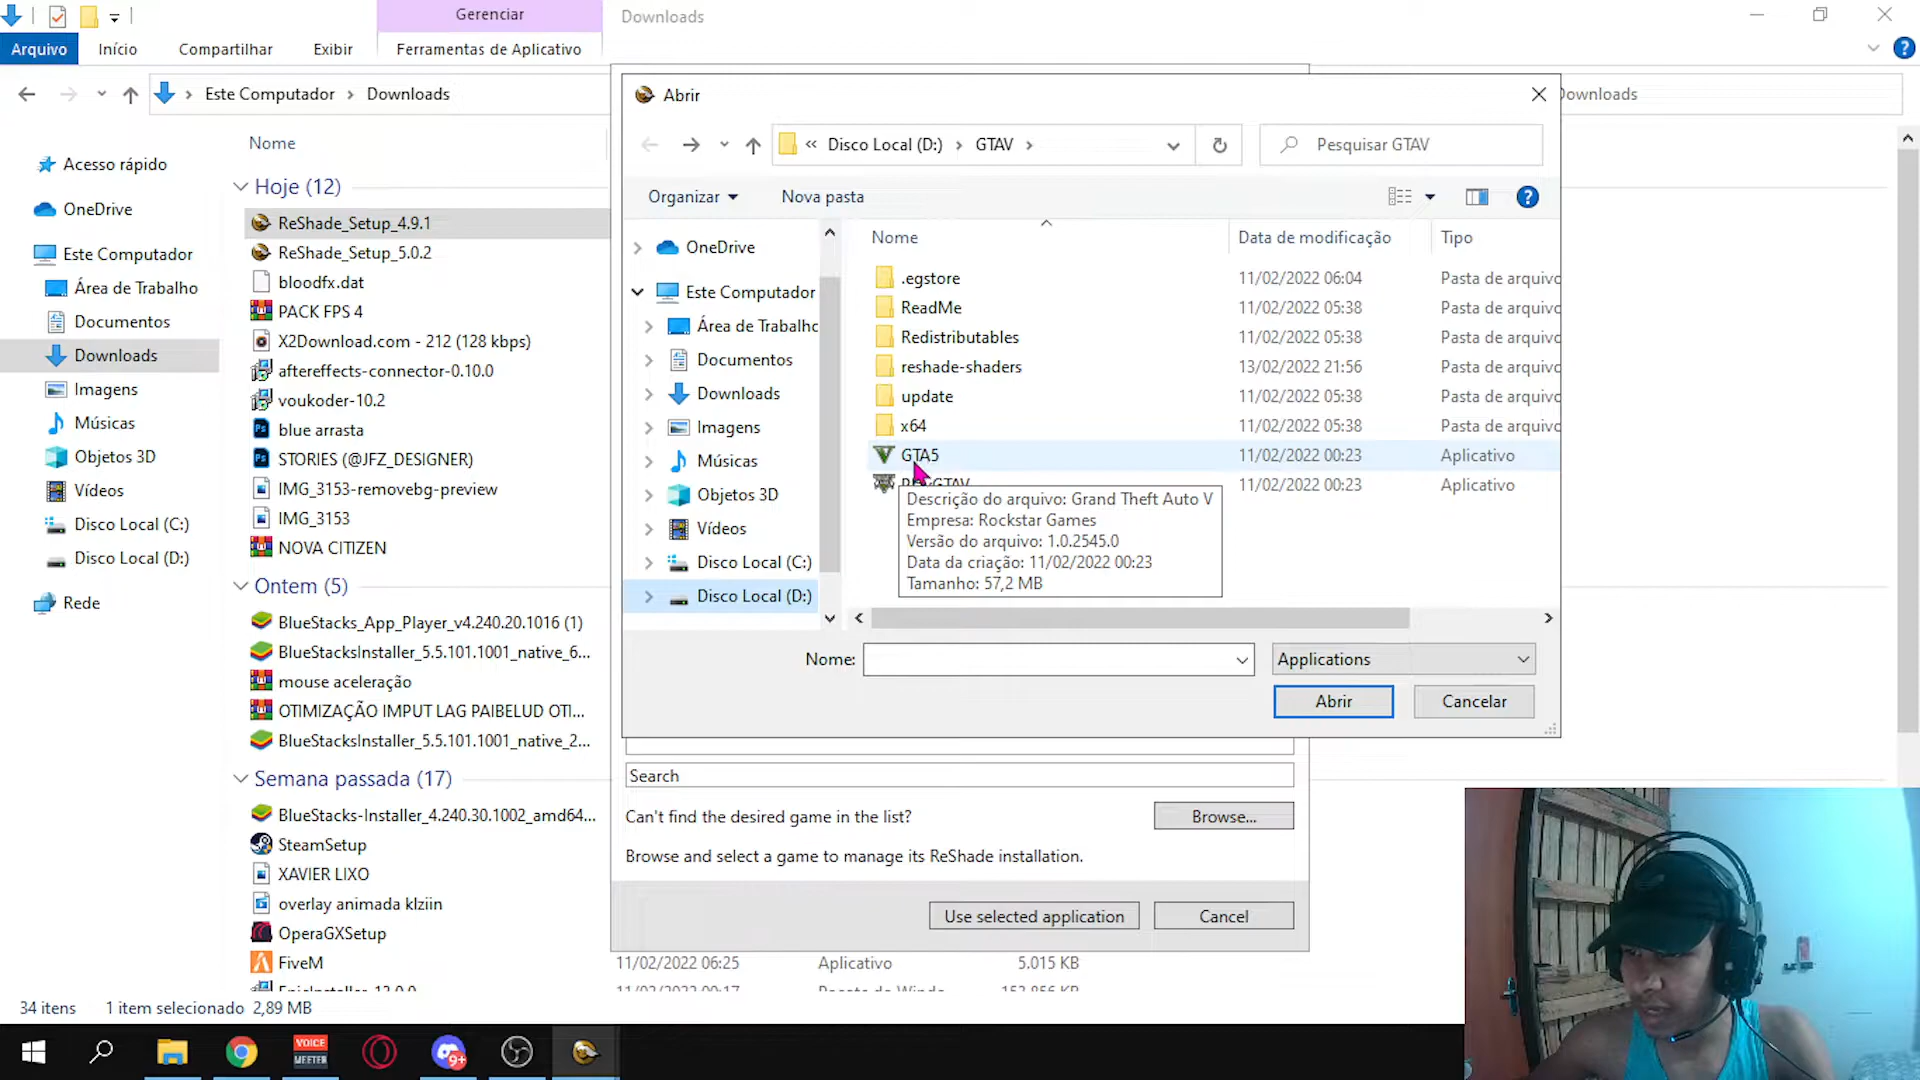 Gerenciar
Downloads
Arquivo
Início
Compartilhar
Exibir
Ferramentas de Aplicativo
Este Computador
Downloads
Downloads
Acesso rápido
OneDrive
Este Computador
Área de Trabalho
Documentos
Downloads
Imagens
Músicas
Objetos 3D
Vídeos
Disco Local (C:)
Disco Local (D:)
Rede
Nome
Hoje (12)
ReShade_Setup_4.9.1
ReShade_Setup_5.0.2
bloodfx.dat
PACK FPS 4
X2Download.com - 212 (128 kbps)
aftereffects-connector-0.10.0
voukoder-10.2
blue arrasta
STORIES (@JFZ_DESIGNER)
IMG_3153-removebg-preview
IMG_3153
NOVA CITIZEN
Ontem (5)
BlueStacks_App_Player_v4.240.20.1016 (1)
BlueStacksInstaller_5.5.101.1001_native_6...
mouse aceleração
OTIMIZAÇÃO IMPUT LAG PAIBELUD OTI...
BlueStacksInstaller_5.5.101.1001_native_2...
Semana passada (17)
BlueStacks-Installer_4.240.30.1002_amd64...
SteamSetup
XAVIER LIXO
overlay animada klziin
OperaGXSetup
FiveM
11/02/2022 06:25
Aplicativo
5.015 KB
Abrir
Disco Local (D:)
GTAV
Pesquisar GTAV
Organizar
Nova pasta
OneDrive
Este Computador
Área de Trabalho
Documentos
Downloads
Imagens
Músicas
Objetos 3D
Vídeos
Disco Local (C:)
Disco Local (D:)
Nome
Data de modificação
Tipo
.egstore
11/02/2022 06:04
Pasta de arquivo
ReadMe
11/02/2022 05:38
Pasta de arquivo
Redistributables
11/02/2022 05:38
Pasta de arquivo
reshade-shaders
13/02/2022 21:56
Pasta de arquivo
update
11/02/2022 05:38
Pasta de arquivo
x64
11/02/2022 05:38
Pasta de arquivo
GTA5
11/02/2022 00:23
Aplicativo
11/02/2022 00:23
Aplicativo
Descrição do arquivo: Grand Theft Auto V
Empresa: Rockstar Games
Versão do arquivo: 1.0.2545.0
Data da criação: 11/02/2022 00:23
Tamanho: 57,2 MB
Nome:
Applications
Abrir
Cancelar
Search
Can't find the desired game in the list?
Browse...
Browse and select a game to manage its ReShade installation.
Use selected application
Cancel
34 itens
1 item selecionado 2,89 MB
VOICE
MEETER
9+